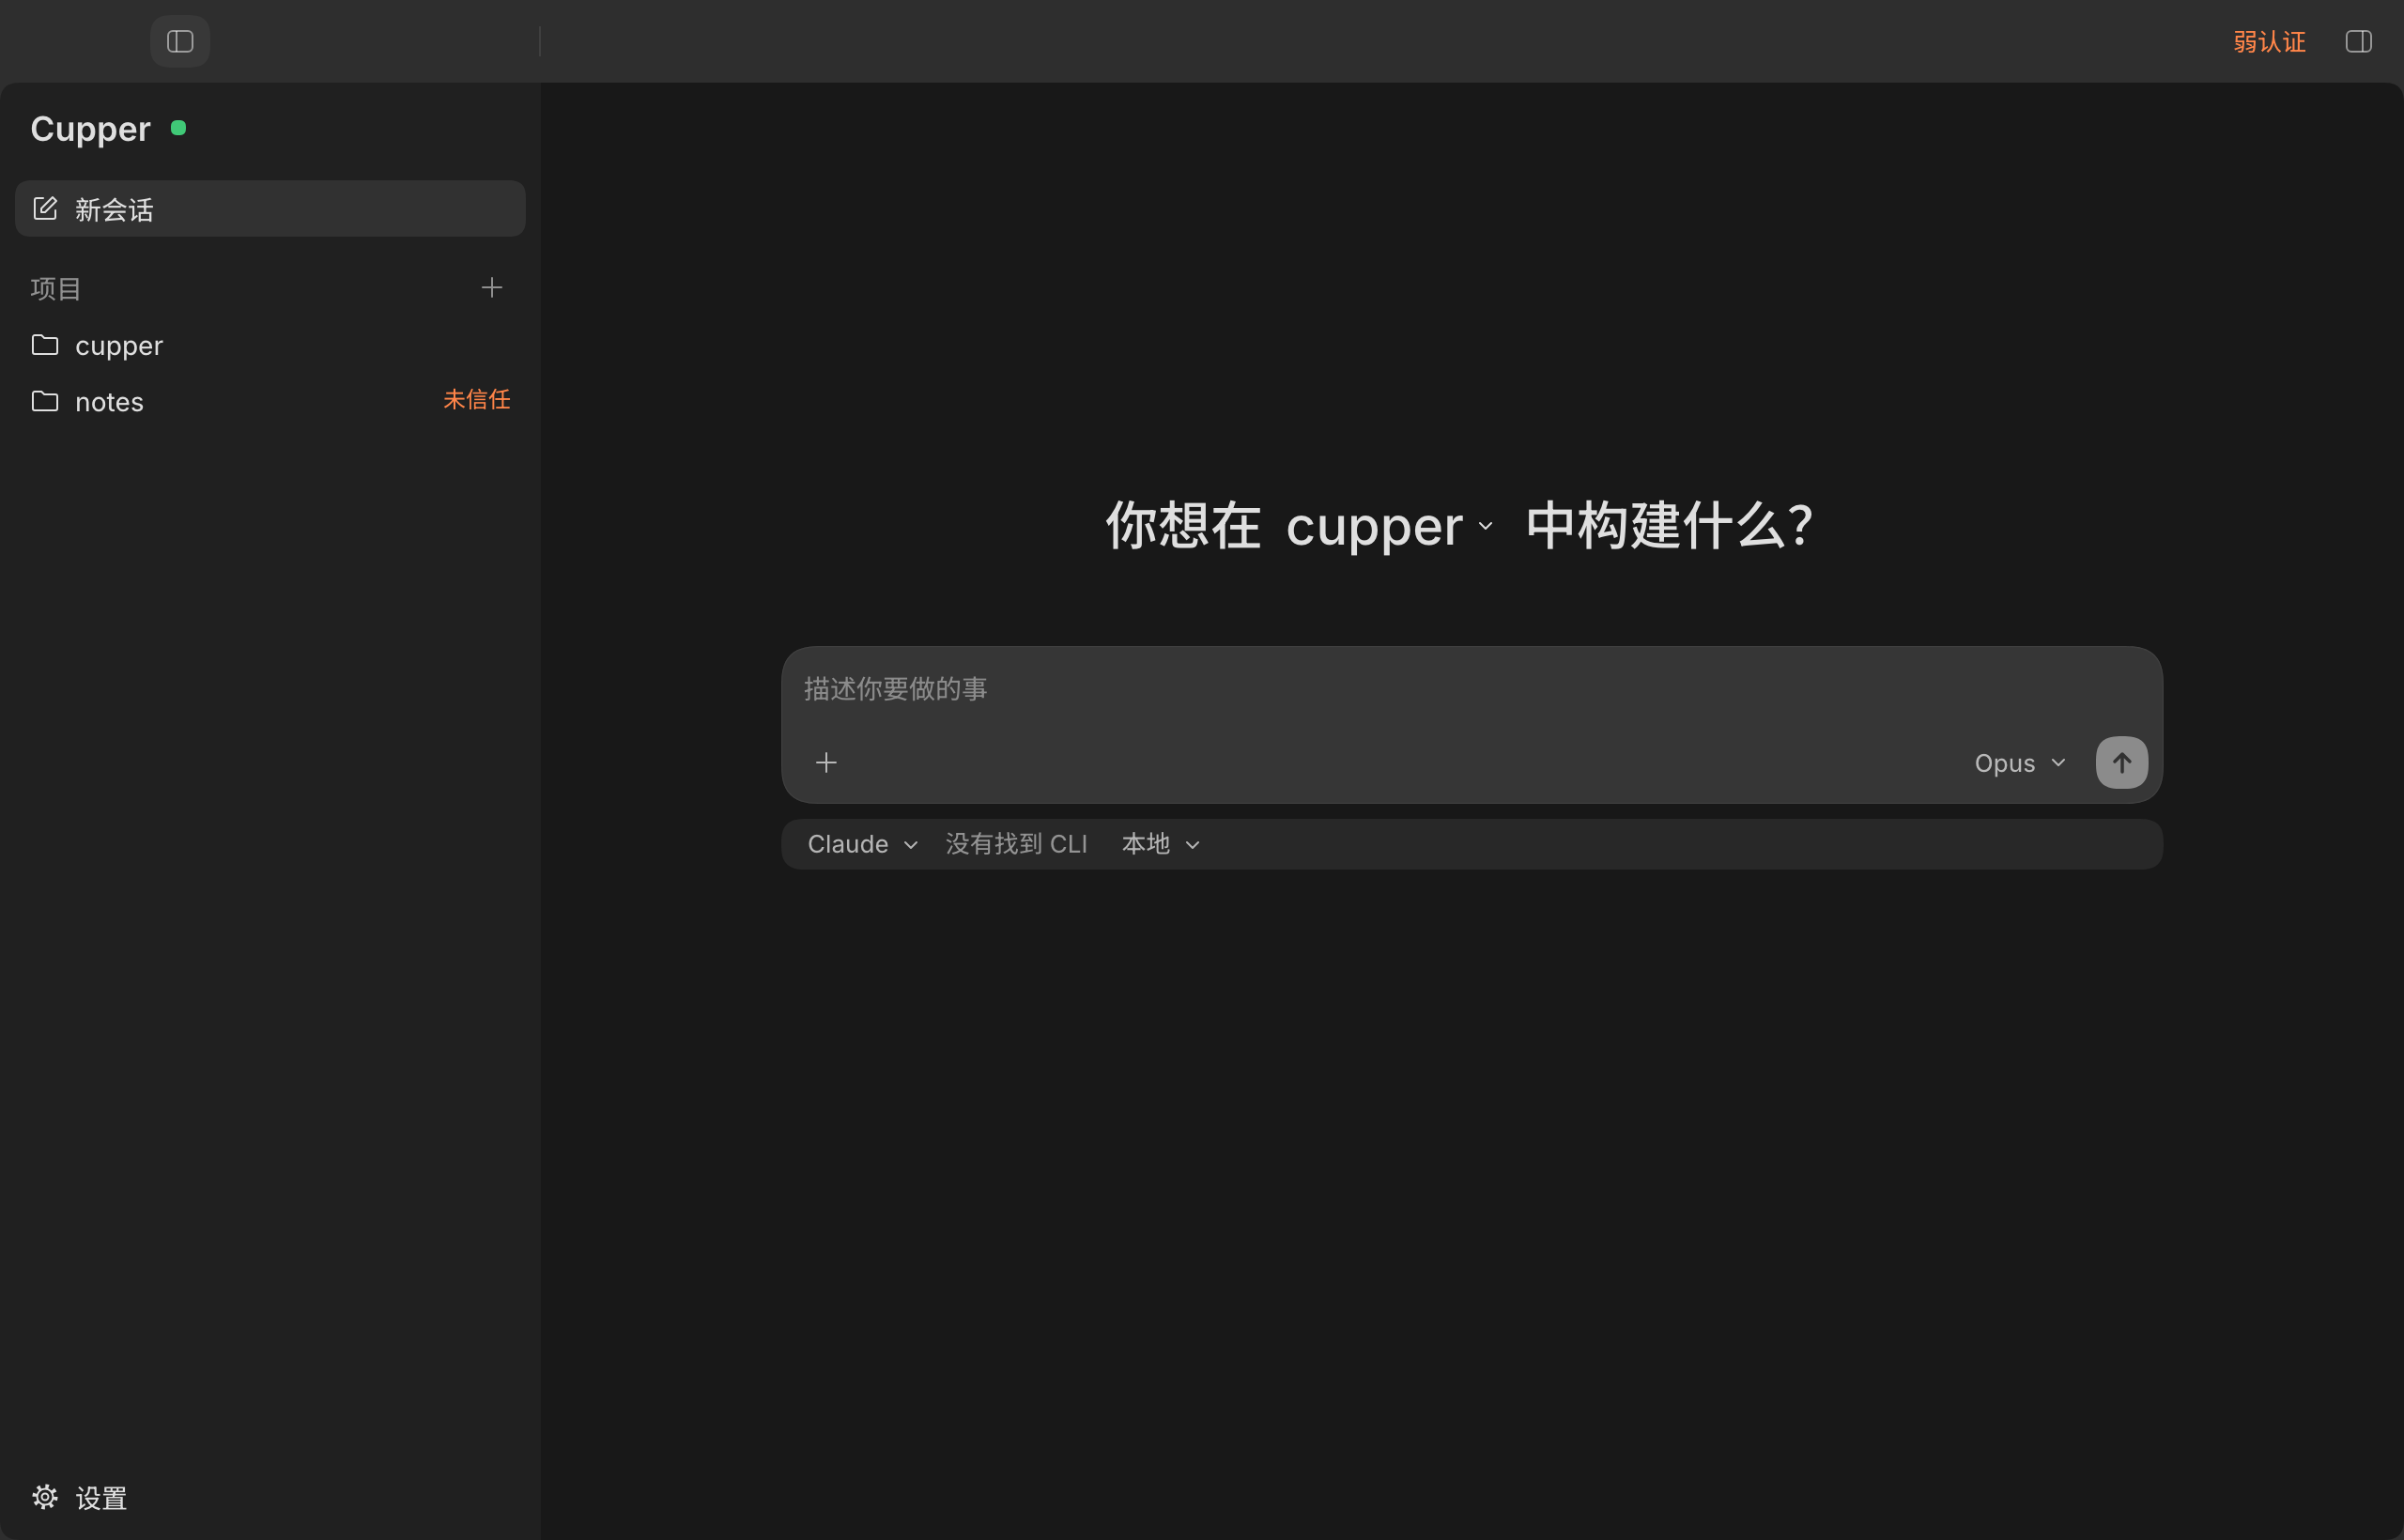 弱认证
Cupper
新会话
项目
cupper
notes 未信任
你想在 cupper 中构建什么？
描述你要做的事
Opus
Claude 没有找到 CLI 本地
设置